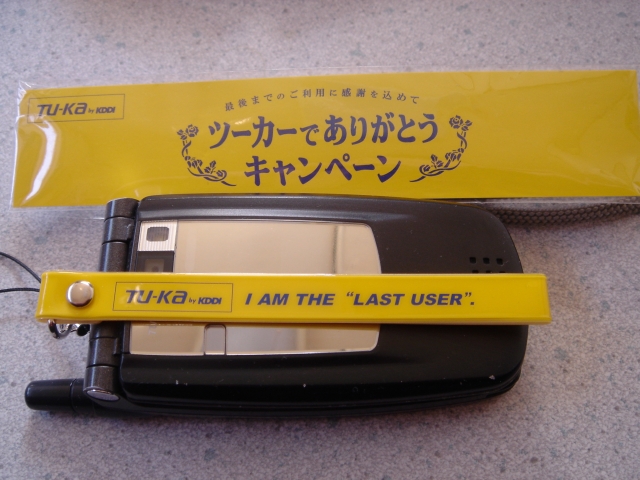 TU-Ka by KDDI
最後までのご利用に感謝を込めて
ツーカーでありがとう
キャンペーン
TU-Ka by KDDI I AM THE "LAST USER".